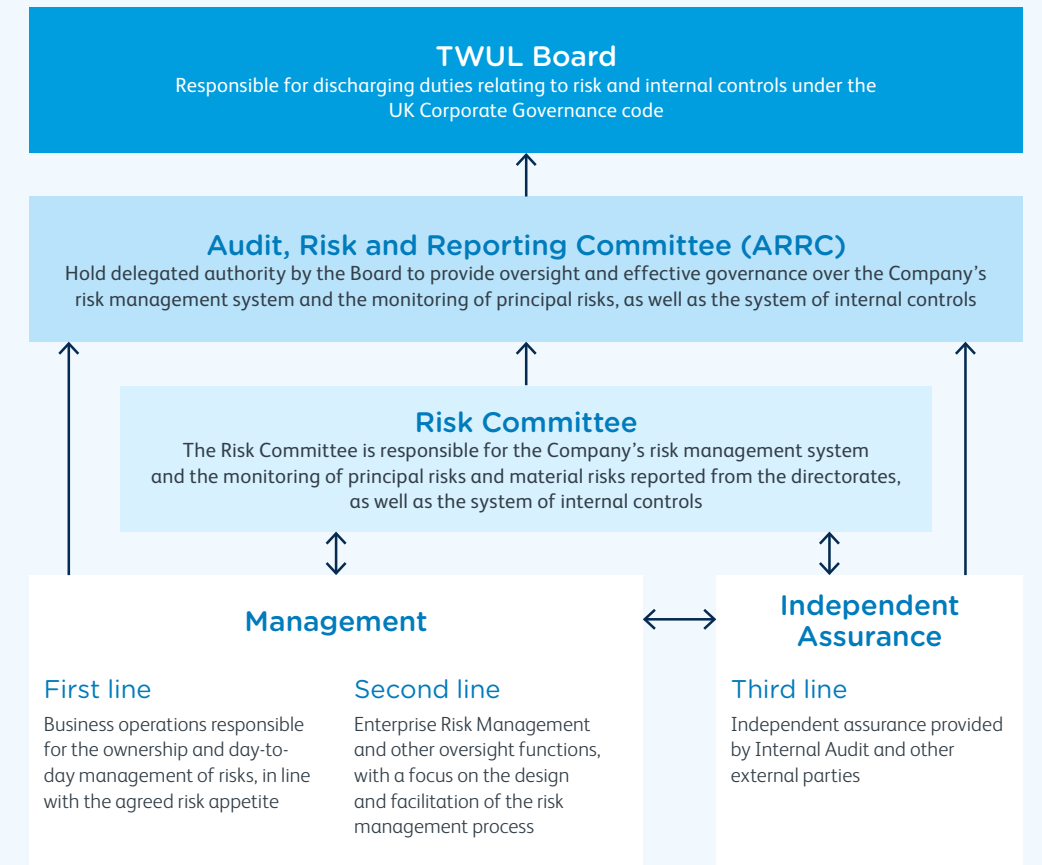 TWUL Board
Responsible for discharging duties relating to risk and internal controls under the
UK Corporate Governance code
Audit, Risk and Reporting Committee (ARRC)
Hold delegated authority by the Board to provide oversight and effective governance over the Company’s
risk management system and the monitoring of principal risks, as well as the system of internal controls
Risk Committee
The Risk Committee is responsible for the Company’s risk management system
and the monitoring of principal risks and material risks reported from the directorates,
as well as the system of internal controls
Management
First line
Business operations responsible
for the ownership and day-to-
day management of risks, in line
with the agreed risk appetite
Second line
Enterprise Risk Management
and other oversight functions,
with a focus on the design
and facilitation of the risk
management process
Independent
Assurance
Third line
Independent assurance provided
by Internal Audit and other
external parties